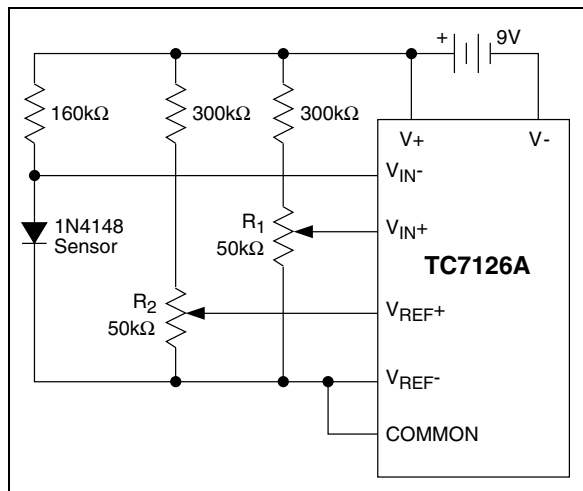 + 9V
160kΩ
300kΩ
300kΩ
V+
V-
VIN-
1N4148
Sensor
R1
50kΩ
VIN+
TC7126A
R2
50kΩ
VREF+
VREF-
COMMON